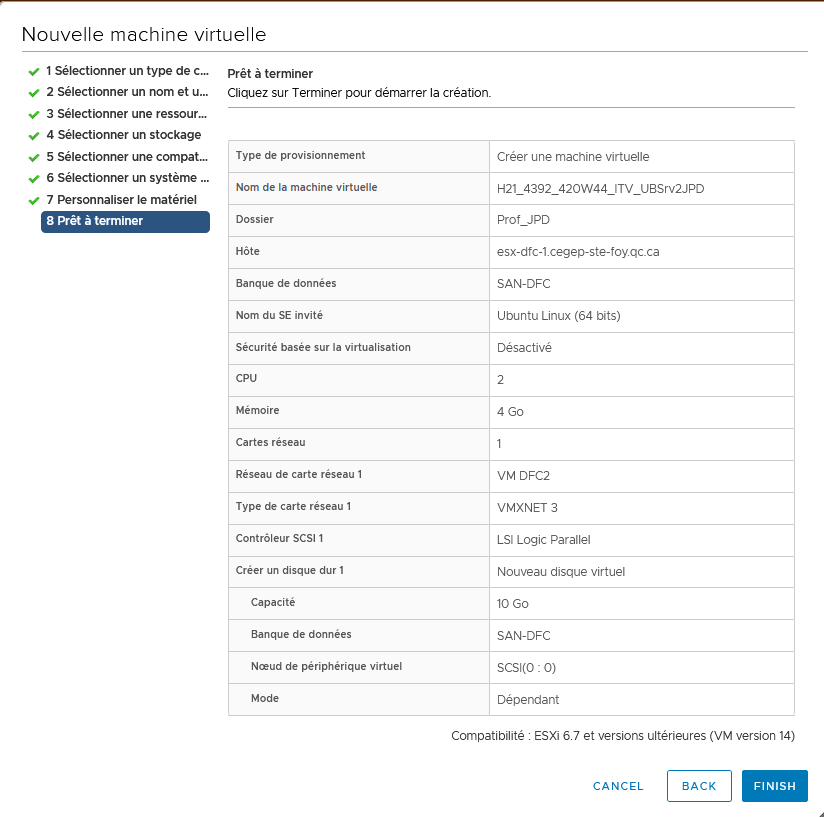 Nouvelle machine virtuelle
1 Sélectionner un type de c...
2 Sélectionner un nom et u...
3 Sélectionner une ressour...
4 Sélectionner un stockage
5 Sélectionner une compat...
6 Sélectionner un système ...
7 Personnaliser le matériel
8 Prêt à terminer
Prêt à terminer
Cliquez sur Terminer pour démarrer la création.
Type de provisionnement Créer une machine virtuelle
Nom de la machine virtuelle H21_4392_420W44_ITV_UBSrv2JPD
Dossier Prof_JPD
Hôte esx-dfc-1.cegep-ste-foy.qc.ca
Banque de données SAN-DFC
Nom du SE invité Ubuntu Linux (64 bits)
Sécurité basée sur la virtualisation Désactivé
CPU 2
Mémoire 4 Go
Cartes réseau 1
Réseau de carte réseau 1 VM DFC2
Type de carte réseau 1 VMXNET 3
Contrôleur SCSI 1 LSI Logic Parallel
Créer un disque dur 1 Nouveau disque virtuel
Capacité 10 Go
Banque de données SAN-DFC
Nœud de périphérique virtuel SCSI(0 : 0)
Mode Dépendant
Compatibilité : ESXi 6.7 et versions ultérieures (VM version 14)
CANCEL BACK FINISH